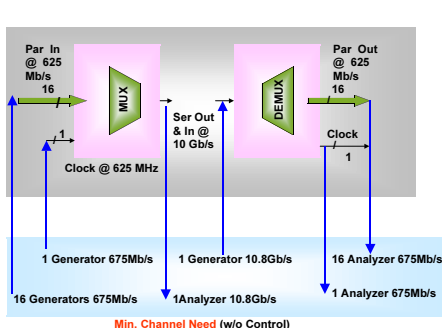 Par In
@ 625
Mb/s
16
MUX
1
Clock @ 625 MHz
Ser Out
& In @
10 Gb/s
DEMUX
Par Out
@ 625
Mb/s
16
Clock
1
1 Generator 675Mb/s
1 Generator 10.8Gb/s
16 Analyzer 675Mb/s
16 Generators 675Mb/s
1Analyzer 10.8Gb/s
1 Analyzer 675Mb/s
Min. Channel Need (w/o Control)